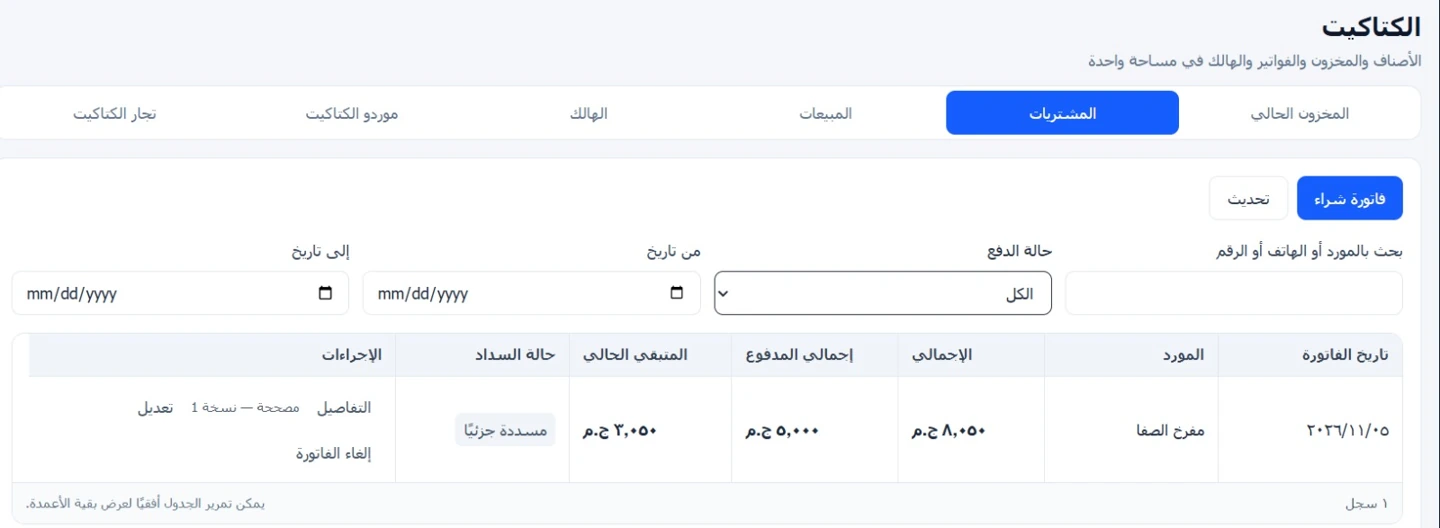 الكتاكيت
الأصناف والمخزون والفواتير والهالك في مساحة واحدة
المخزون الحالي المشتريات المبيعات الهالك موردو الكتاكيت تجار الكتاكيت
فاتورة شراء تحديث
بحث بالمورد أو الهاتف أو الرقم حالة الدفع من تاريخ إلى تاريخ
الكل mm/dd/yyyy mm/dd/yyyy
تاريخ الفاتورة المورد الإجمالي إجمالي المدفوع المتبقي الحالي حالة السداد الإجراءات
التفاصيل مصححة — نسخة 1 تعديل
٢٠٢٦/١١/٠٥ مفرخ الصفا ٨,٠٥٠ ج.م ٥,٠٠٠ ج.م ٣,٠٥٠ ج.م مسددة جزئيًا
إلغاء الفاتورة
١ سجل يمكن تمرير الجدول أفقيًا لعرض بقية الأعمدة.